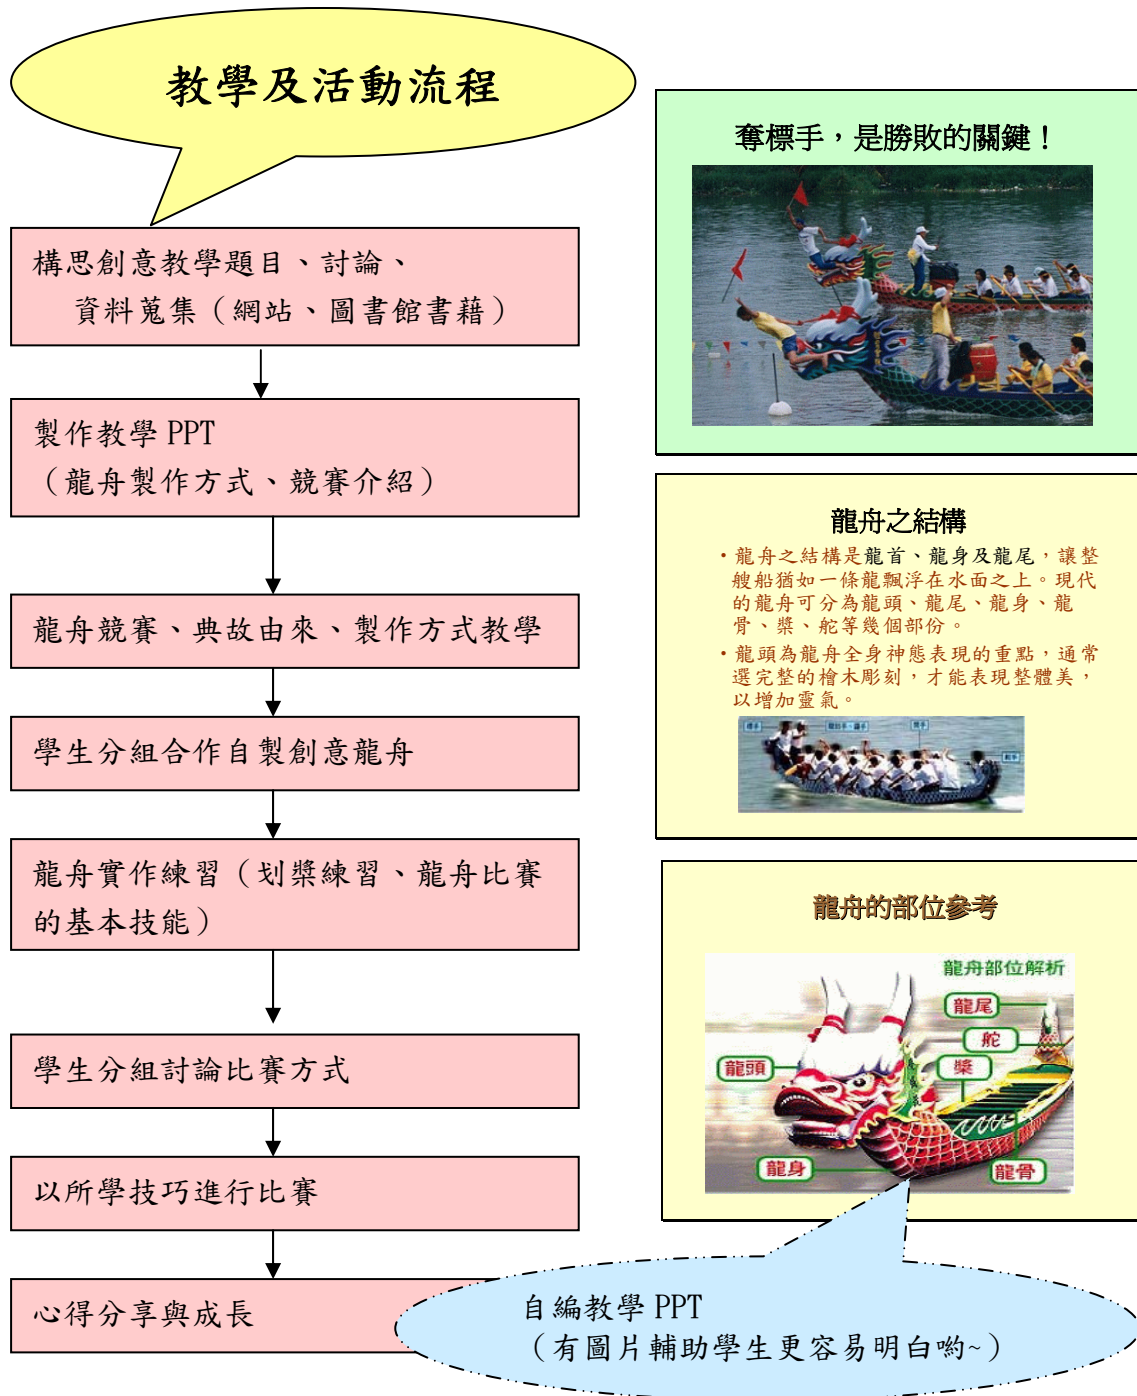 教學及活動流程
構思創意教學題目、討論、
資料蒐集（網站、圖書館書藉）
製作教學 PPT
（龍舟製作方式、競賽介紹）
龍舟競賽、典故由來、製作方式教學
學生分組合作自製創意龍舟
龍舟實作練習（划槳練習、龍舟比賽
的基本技能）
學生分組討論比賽方式
以所學技巧進行比賽
心得分享與成長
奪標手，是勝敗的關鍵！
龍舟之結構
•龍舟之結構是龍首、龍身及龍尾，讓整
艘船猶如一條龍飄浮在水面之上。現代
的龍舟可分為龍頭、龍尾、龍身、龍
骨、槳、舵等幾個部份。
•龍頭為龍舟全身神態表現的重點，通常
選完整的檜木彫刻，才能表現整體美，
以增加靈氣。
龍舟的部位參考
龍舟部位解析
龍尾
舵
槳
龍頭
龍身
龍骨
自編教學 PPT
（有圖片輔助學生更容易明白喲~）